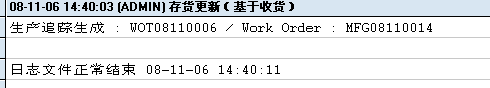 08-11-06 14:40:03 (ADMIN) 存货更新（基于收货）
生产追踪生成 : WOT08110006 / Work Order : MFG08110014
日志文件正常结束 08-11-06 14:40:11